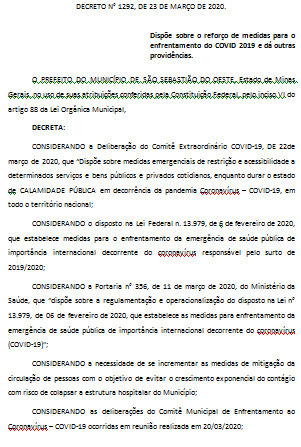 DECRETO Nº 1292, DE 23 DE MARÇO DE 2020.
Dispõe sobre o reforço de medidas para o
enfrentamento do COVID 2019 e dá outras
providências.
O PREFEITO DO MUNICÍPIO DE SÃO SEBASTIÃO DO OESTE, Estado de Minas
Gerais, no uso de suas atribuições conferidas pela Constituição Federal, pelo inciso VI do
artigo 88 da Lei Orgânica Municipal,
DECRETA:
CONSIDERANDO a Deliberação do Comitê Extraordinário COVID-19, DE 22de
março de 2020, que “Dispõe sobre medidas emergenciais de restrição e acessibilidade a
determinados serviços e bens públicos e privados cotidianos, enquanto durar o estado
de CALAMIDADE PÚBLICA em decorrência da pandemia Coronavírus – COVID-19, em
todo o território nacional;
CONSIDERANDO o disposto na Lei Federal n. 13.979, de 6 de fevereiro de 2020,
que estabelece medidas para o enfrentamento da emergência de saúde pública de
importância internacional decorrente do coronavírus responsável pelo surto de
2019/2020;
CONSIDERANDO a Portaria nº 356, de 11 de março de 2020, do Ministério da
Saúde, que “dispõe sobre a regulamentação e operacionalização do disposto na Lei nº
13.979, de 06 de fevereiro de 2020, que estabelece as medidas para enfrentamento da
emergência de saúde pública de importância internacional decorrente do coronavírus
(COVID-19)”;
CONSIDERANDO a necessidade de se incrementar as medidas de mitigação da
circulação de pessoas com o objetivo de evitar o crescimento exponencial do contágio
com risco de colapsar a estrutura hospitalar do Município;
CONSIDERANDO as deliberações do Comitê Municipal de Enfrentamento ao
Coronavírus – COVID-19 ocorridas em reunião realizada em 20/03/2020;